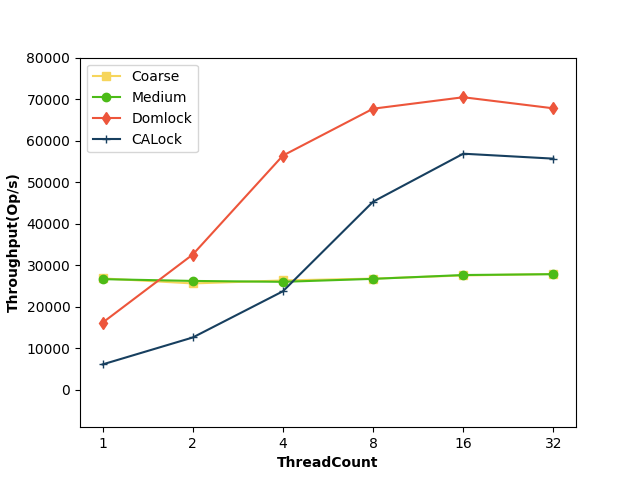 80000
70000
60000
50000
40000
30000
20000
10000
0
Throughput(Op/s)
Coarse
Medium
Domlock
CALock
1 2 4 8 16 32
ThreadCount